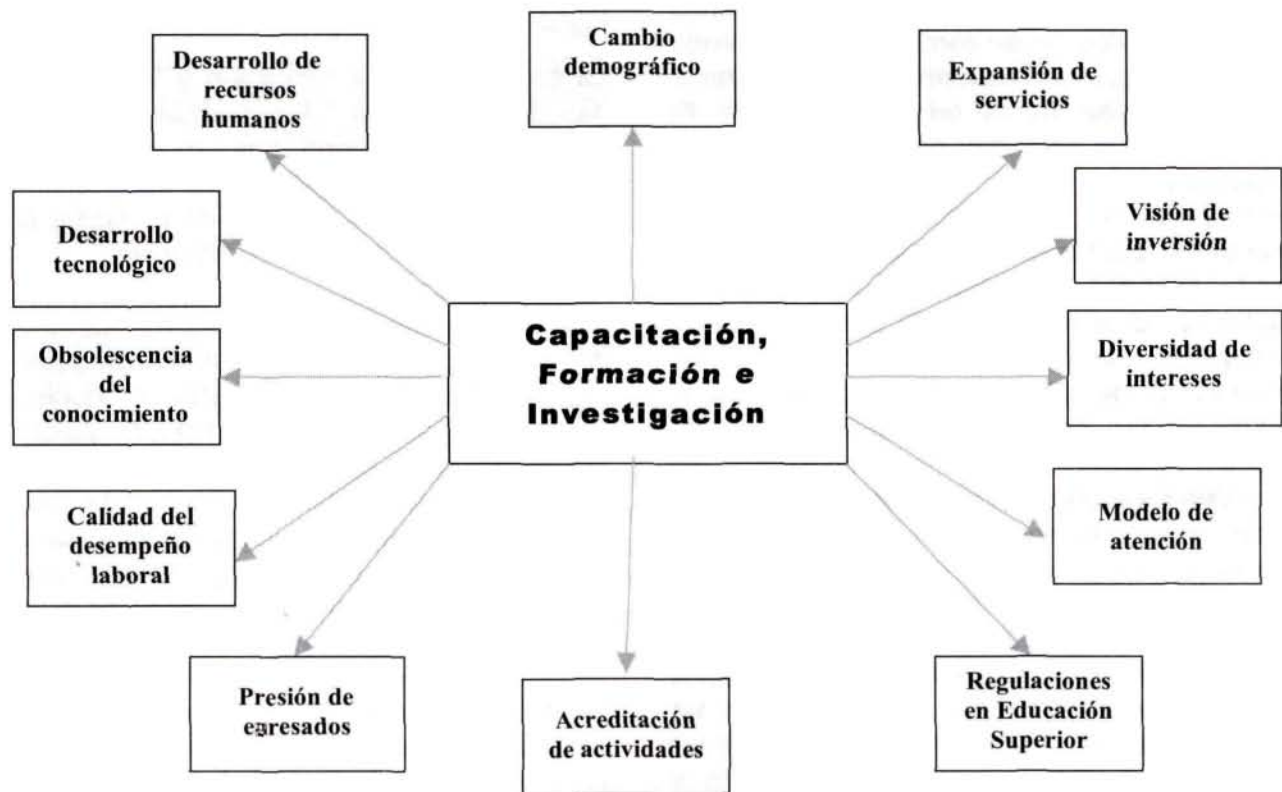 Desarrollo de
recursos
humanos
Cambio
demográfico
Expansión de
servicios
Desarrollo
tecnológico
Visión de
inversión
Capacitación,
Formación e
Investigación
Obsolescencia
del
conocimiento
Diversidad de
intereses
Calidad del
desempeño
laboral
Modelo de
atención
Presión de
egresados
Acreditación
de actividades
Regulaciones
en Educación
Superior